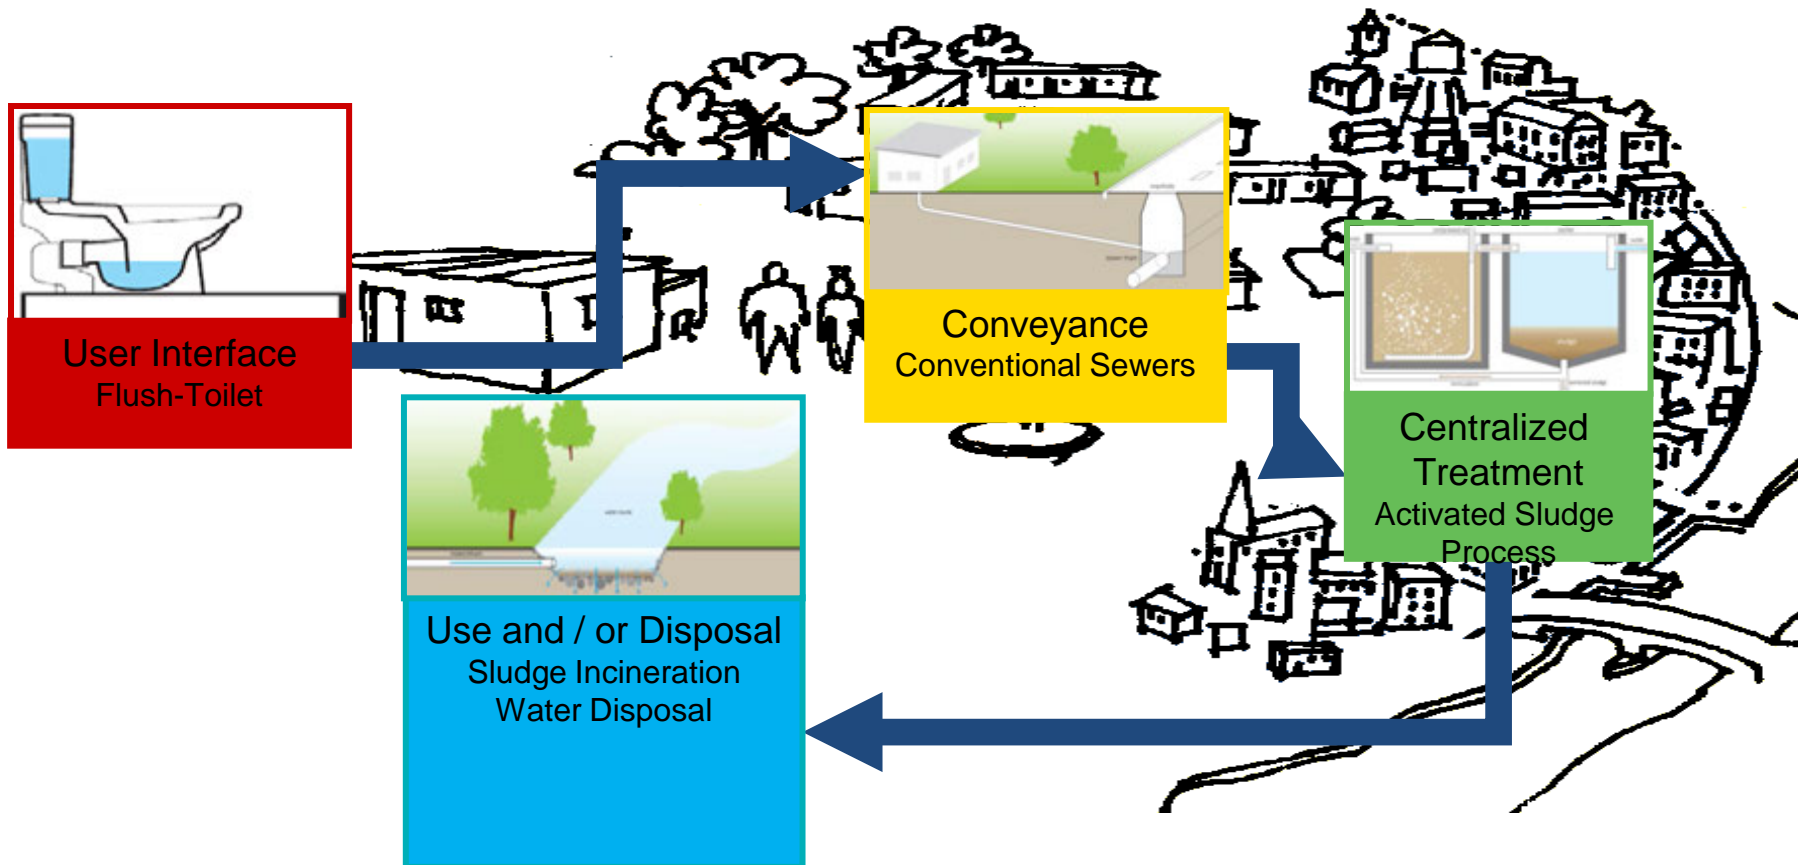 User Interface
Flush-Toilet
Conveyance
Conventional Sewers
Centralized
Treatment
Activated Sludge
Process
sludge
Use and / or Disposal
Sludge Incineration
Water Disposal